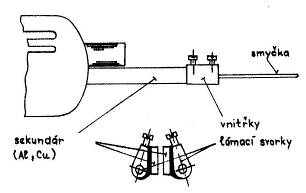 smyčka
vnitřky
lámací svorky
sekundár
(Al, Cu)